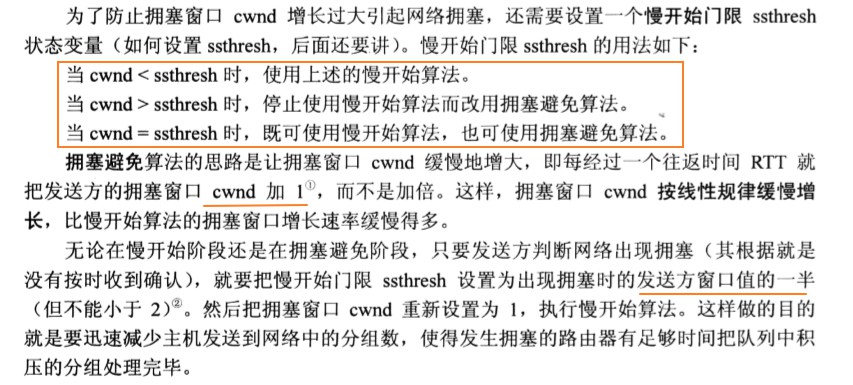 为了防止拥塞窗口 cwnd 增长过大引起网络拥塞，还需要设置一个慢开始门限 ssthresh
状态变量（如何设置 ssthresh，后面还要讲）。慢开始门限 ssthresh 的用法如下：
当 cwnd < ssthresh 时，使用上述的慢开始算法。
当 cwnd > ssthresh 时，停止使用慢开始算法而改用拥塞避免算法。
当 cwnd = ssthresh 时，既可使用慢开始算法，也可使用拥塞避免算法。
拥塞避免算法的思路是让拥塞窗口 cwnd 缓慢地增大，即每经过一个往返时间 RTT 就
把发送方的拥塞窗口 cwnd 加 1①，而不是加倍。这样，拥塞窗口 cwnd 按线性规律缓慢增
长，比慢开始算法的拥塞窗口增长速率缓慢得多。
无论在慢开始阶段还是在拥塞避免阶段，只要发送方判断网络出现拥塞（其根据就是
没有按时收到确认），就要把慢开始门限 ssthresh 设置为出现拥塞时的发送方窗口值的一半
（但不能小于 2）②。然后把拥塞窗口 cwnd 重新设置为 1，执行慢开始算法。这样做的目的
就是要迅速减少主机发送到网络中的分组数，使得发生拥塞的路由器有足够时间把队列中积
压的分组处理完毕。